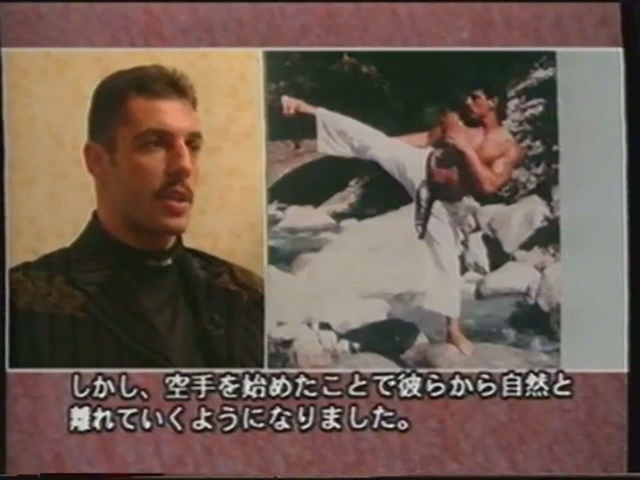 しかし、空手を始めたことで彼らから自然と
離れていくようになりました。